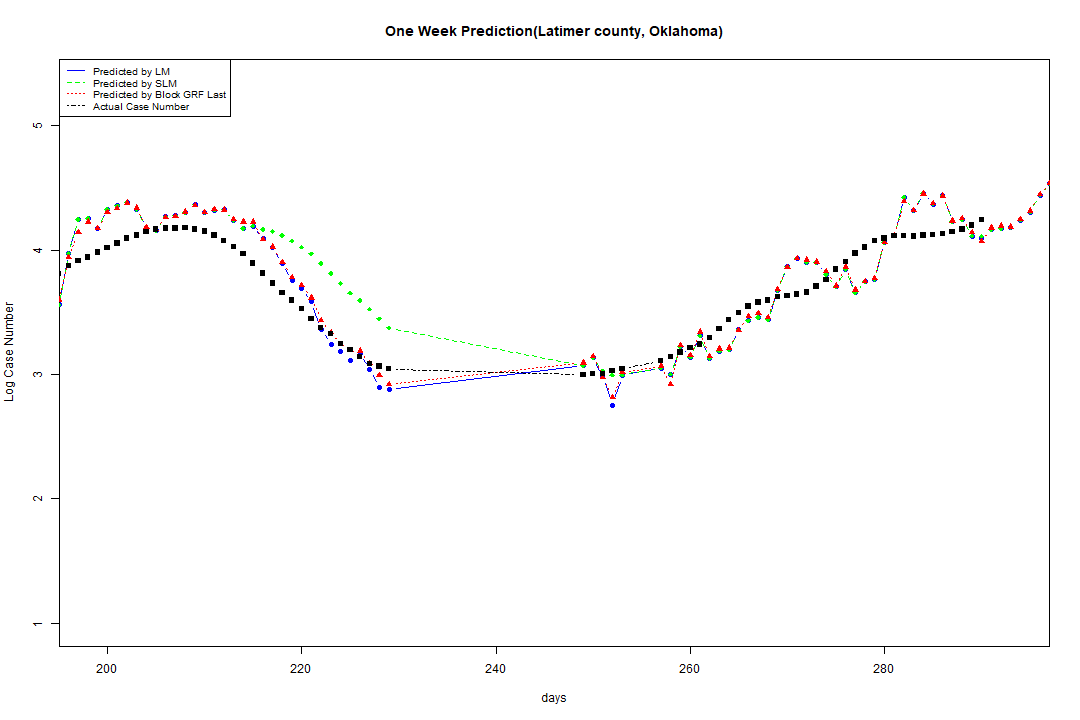 One Week Prediction(Latimer county, Oklahoma)
Predicted by LM
Predicted by SLM
Predicted by Block GRF Last
Actual Case Number
5
4
3
2
1
Log Case Number
200 220 240 260 280
days